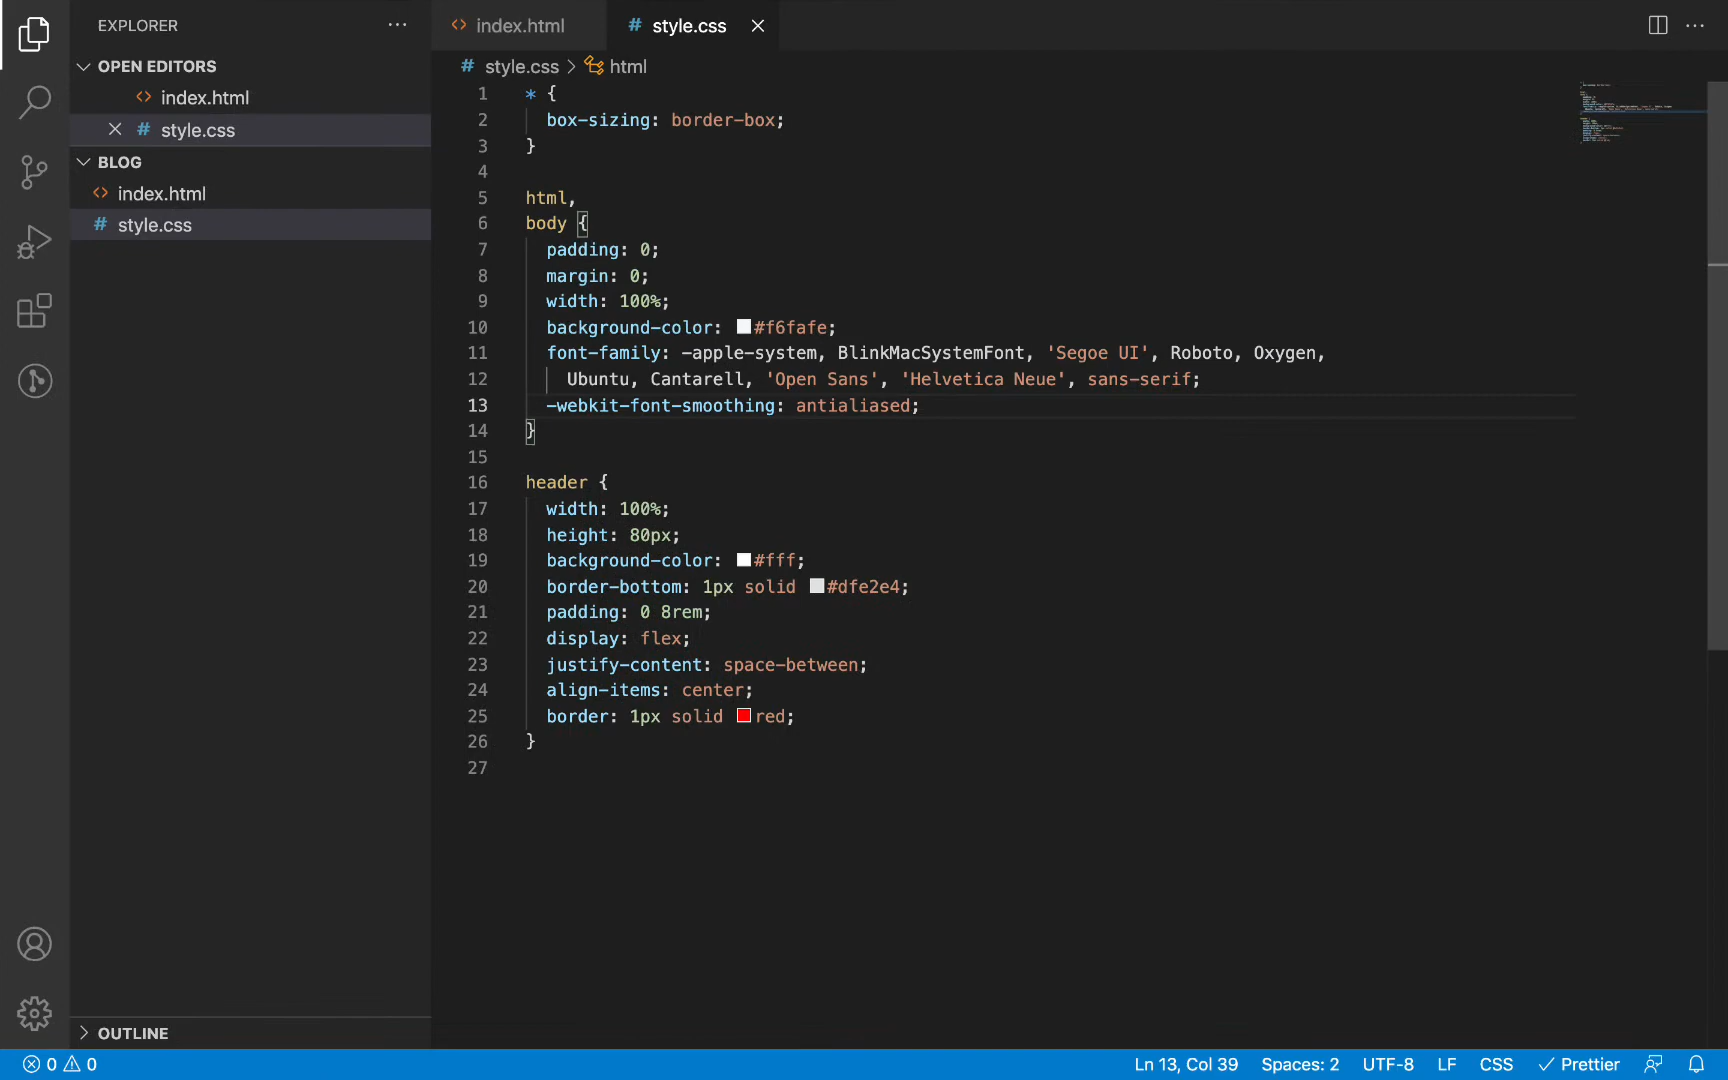 EXPLORER
OPEN EDITORS
index.html
style.css
BLOG
index.html
style.css
OUTLINE
index.html
style.css
style.css > html
1 * {
2 box-sizing: border-box;
3 }
4
5 html,
6 body {
7 padding: 0;
8 margin: 0;
9 width: 100%;
10 background-color: #f6fafe;
11 font-family: -apple-system, BlinkMacSystemFont, 'Segoe UI', Roboto, Oxygen,
12 Ubuntu, Cantarell, 'Open Sans', 'Helvetica Neue', sans-serif;
13 -webkit-font-smoothing: antialiased;
14 }
15
16 header {
17 width: 100%;
18 height: 80px;
19 background-color: #fff;
20 border-bottom: 1px solid #dfe2e4;
21 padding: 0 8rem;
22 display: flex;
23 justify-content: space-between;
24 align-items: center;
25 border: 1px solid red;
26 }
27
0 0 Ln 13, Col 39 Spaces: 2 UTF-8 LF CSS Prettier